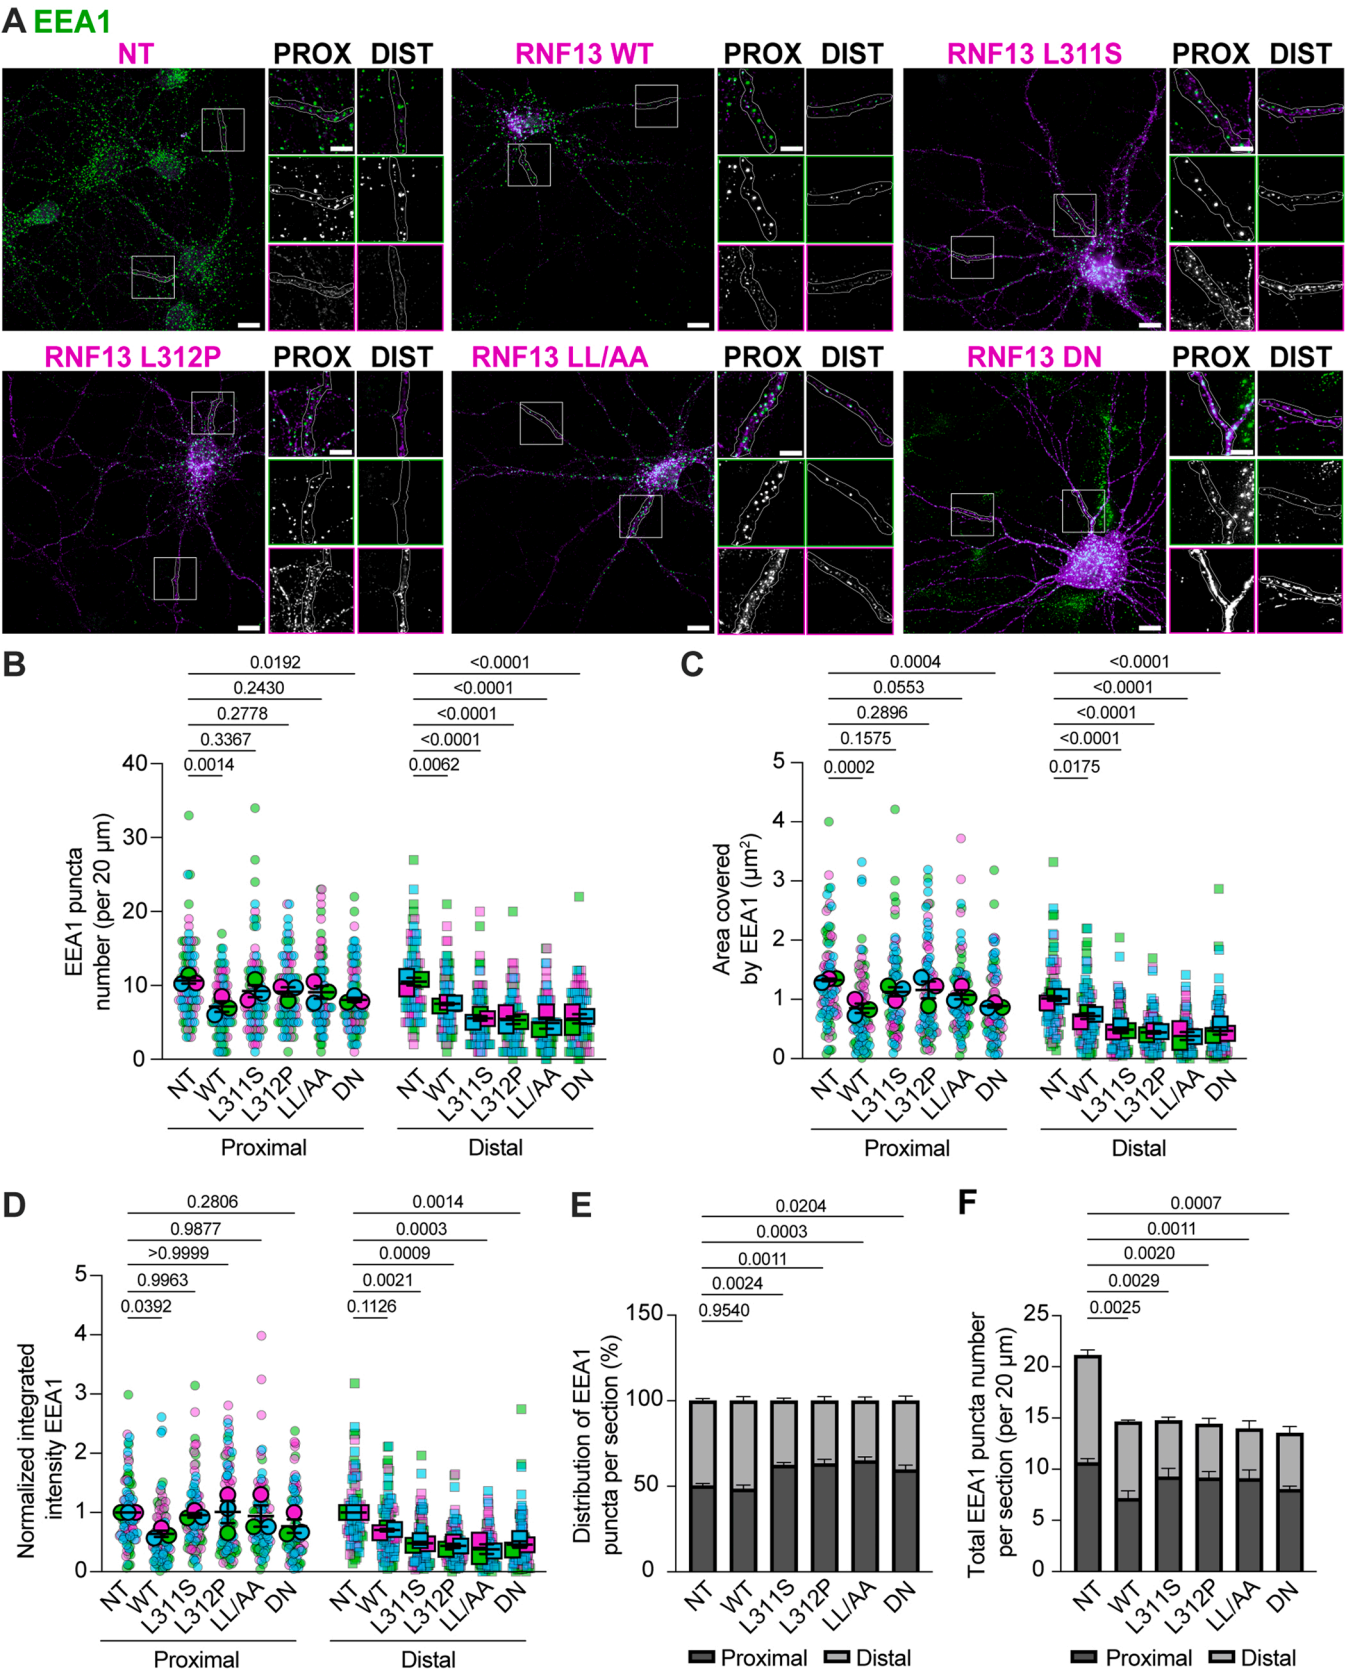 A EEA1
NT PROX DIST RNF13 WT PROX DIST RNF13 L311S PROX DIST
RNF13 L312P PROX DIST RNF13 LL/AA PROX DIST RNF13 DN PROX DIST
B
0.0192
0.2430
0.2778
0.3367
0.0014
<0.0001
<0.0001
<0.0001
<0.0001
0.0062
EEA1 puncta
number (per 20 µm)
40
30
20
10
0
NT WT L311S L312P LL/AA DN
Proximal
NT WT L311S L312P LL/AA DN
Distal
C
0.0004
0.0553
0.2896
0.1575
0.0002
<0.0001
<0.0001
<0.0001
<0.0001
0.0175
Area covered
by EEA1 (µm²)
5
4
3
2
1
0
NT WT L311S L312P LL/AA DN
Proximal
NT WT L311S L312P LL/AA DN
Distal
D
0.2806
0.9877
>0.9999
0.9963
0.0392
0.0014
0.0003
0.0009
0.0021
0.1126
Normalized integrated
intensity EEA1
5
4
3
2
1
0
NT WT L311S L312P LL/AA DN
Proximal
NT WT L311S L312P LL/AA DN
Distal
E
0.0204
0.0003
0.0011
0.0024
0.9540
Distribution of EEA1
puncta per section (%)
150
100
50
0
NT WT L311S L312P LL/AA DN
Proximal Distal
F
0.0007
0.0011
0.0020
0.0029
0.0025
Total EEA1 puncta number
per section (per 20 µm)
25
20
15
10
5
0
NT WT L311S L312P LL/AA DN
Proximal Distal